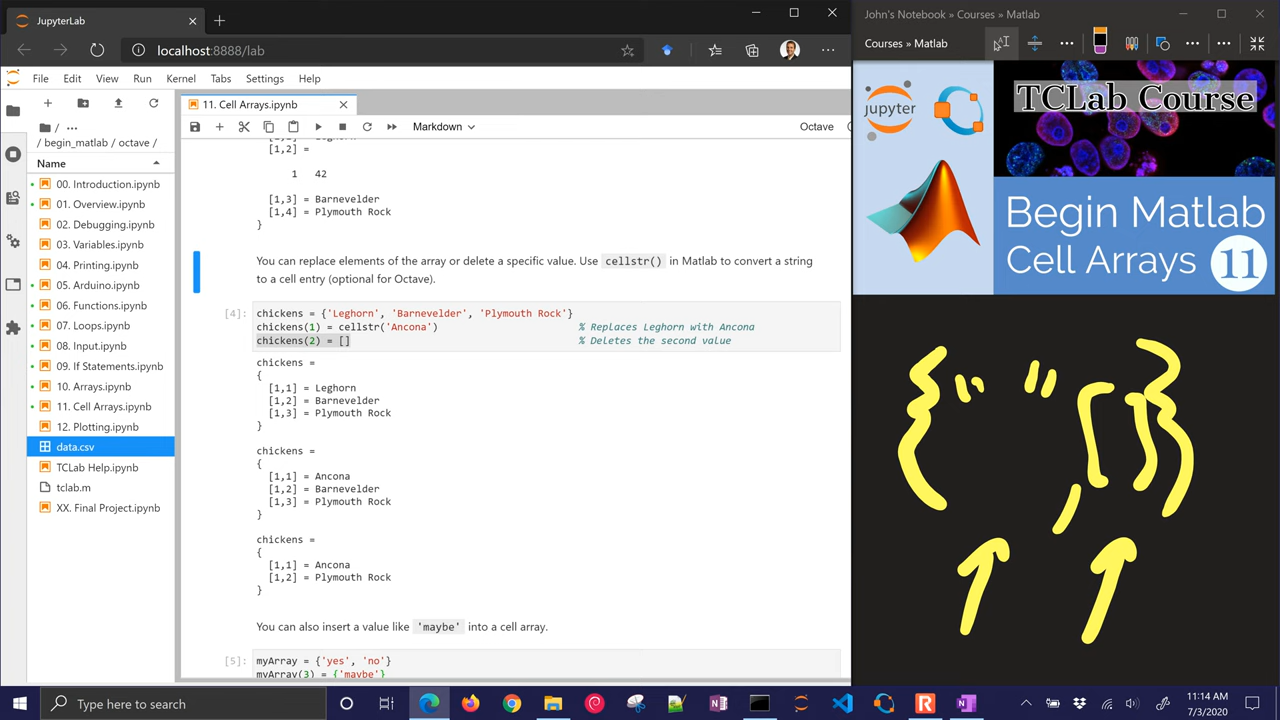 JupyterLab
localhost:8888/lab
File Edit View Run Kernel Tabs Settings Help
11. Cell Arrays.ipynb
Markdown
Octave
/ … 
/ begin_matlab / octave /
Name
00. Introduction.ipynb
01. Overview.ipynb
02. Debugging.ipynb
03. Variables.ipynb
04. Printing.ipynb
05. Arduino.ipynb
06. Functions.ipynb
07. Loops.ipynb
08. Input.ipynb
09. If Statements.ipynb
10. Arrays.ipynb
11. Cell Arrays.ipynb
12. Plotting.ipynb
data.csv
TCLab Help.ipynb
tclab.m
XX. Final Project.ipynb
[1,2] =
1 42
[1,3] = Barnevelder
[1,4] = Plymouth Rock
}
You can replace elements of the array or delete a specific value. Use cellstr() in Matlab to convert a string
to a cell entry (optional for Octave).
[4]: chickens = {'Leghorn', 'Barnevelder', 'Plymouth Rock'}
chickens(1) = cellstr('Ancona') % Replaces Leghorn with Ancona
chickens(2) = [] % Deletes the second value
chickens =
{
[1,1] = Leghorn
[1,2] = Barnevelder
[1,3] = Plymouth Rock
}
chickens =
{
[1,1] = Ancona
[1,2] = Barnevelder
[1,3] = Plymouth Rock
}
chickens =
{
[1,1] = Ancona
[1,2] = Plymouth Rock
}
You can also insert a value like 'maybe' into a cell array.
[5]: myArray = {'yes', 'no'}
myArray(3) = {'maybe'}
John's Notebook » Courses » Matlab
Courses » Matlab
jupyter
TCLab Course
Begin Matlab
Cell Arrays 11
{ " " , [ ] }
Type here to search
11:14 AM
7/3/2020